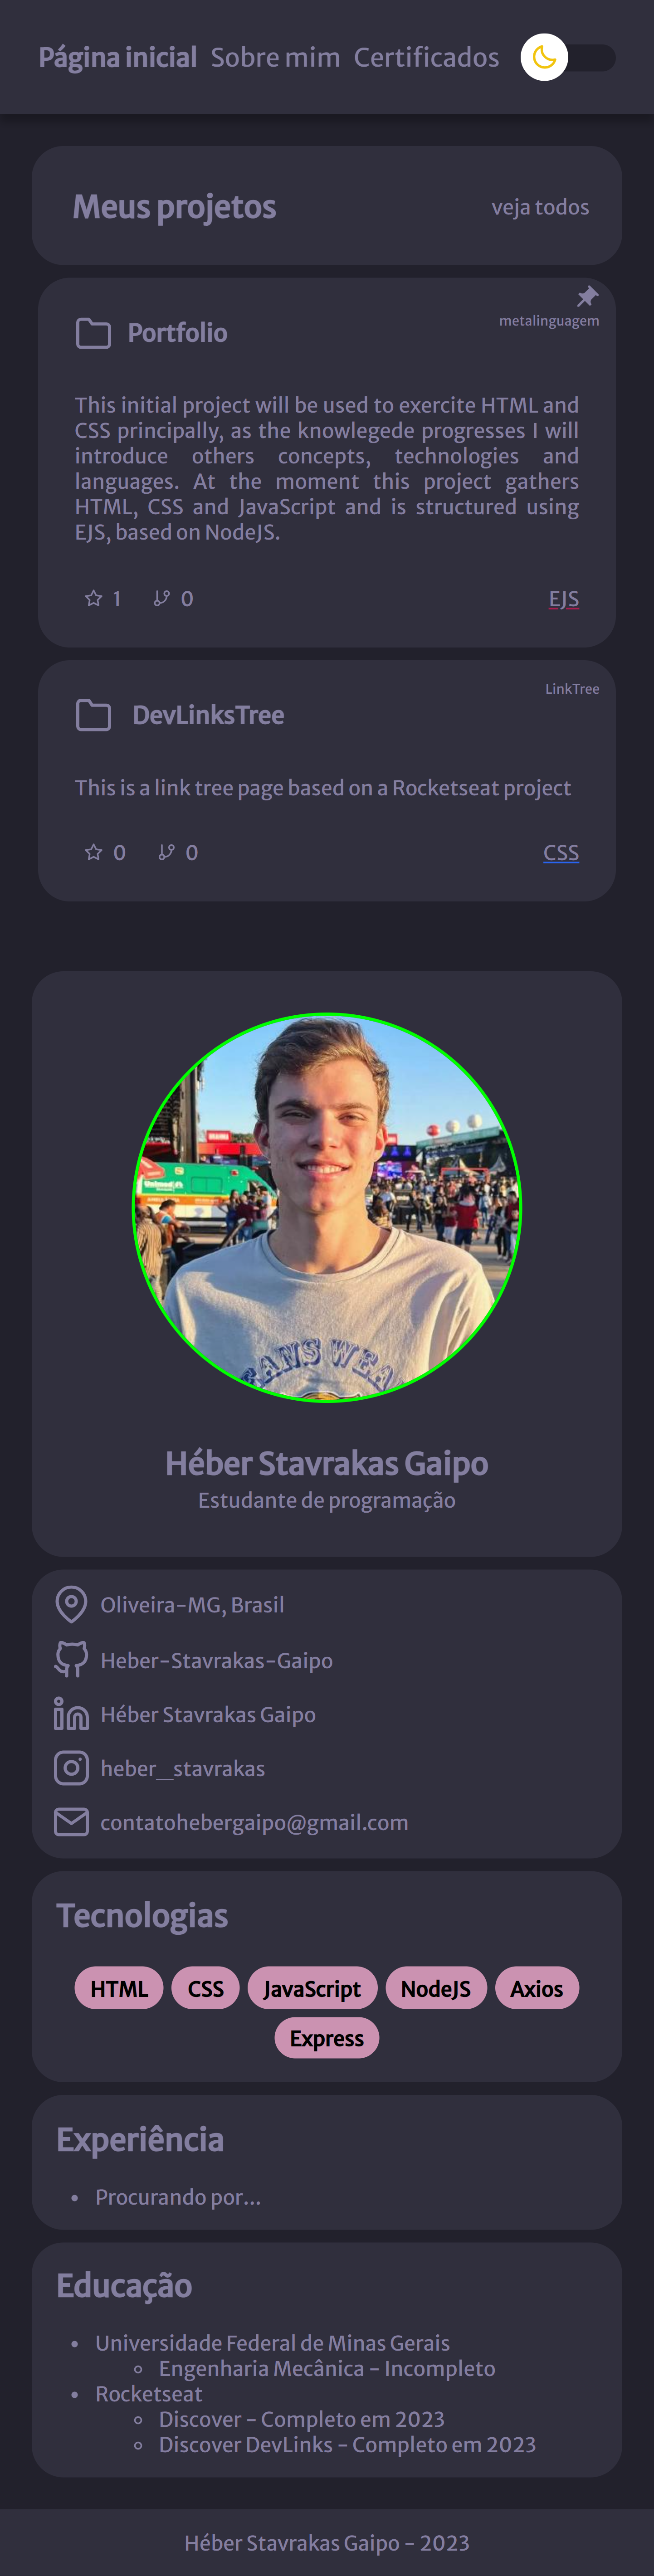 Página inicial Sobre mim Certificados
Meus projetos veja todos
metalinguagem
Portfolio
This initial project will be used to exercite HTML and
CSS principally, as the knowlegede progresses I will
introduce others concepts, technologies and
languages. At the moment this project gathers
HTML, CSS and JavaScript and is structured using
EJS, based on NodeJS.
1 0 EJS
LinkTree
DevLinksTree
This is a link tree page based on a Rocketseat project
0 0 CSS
EANS WEA
Héber Stavrakas Gaipo
Estudante de programação
Oliveira-MG, Brasil
Heber-Stavrakas-Gaipo
Héber Stavrakas Gaipo
heber_stavrakas
contatohebergaipo@gmail.com
Tecnologias
HTML CSS JavaScript NodeJS Axios
Express
Experiência
• Procurando por...
Educação
• Universidade Federal de Minas Gerais
◦ Engenharia Mecânica - Incompleto
• Rocketseat
◦ Discover - Completo em 2023
◦ Discover DevLinks - Completo em 2023
Héber Stavrakas Gaipo - 2023